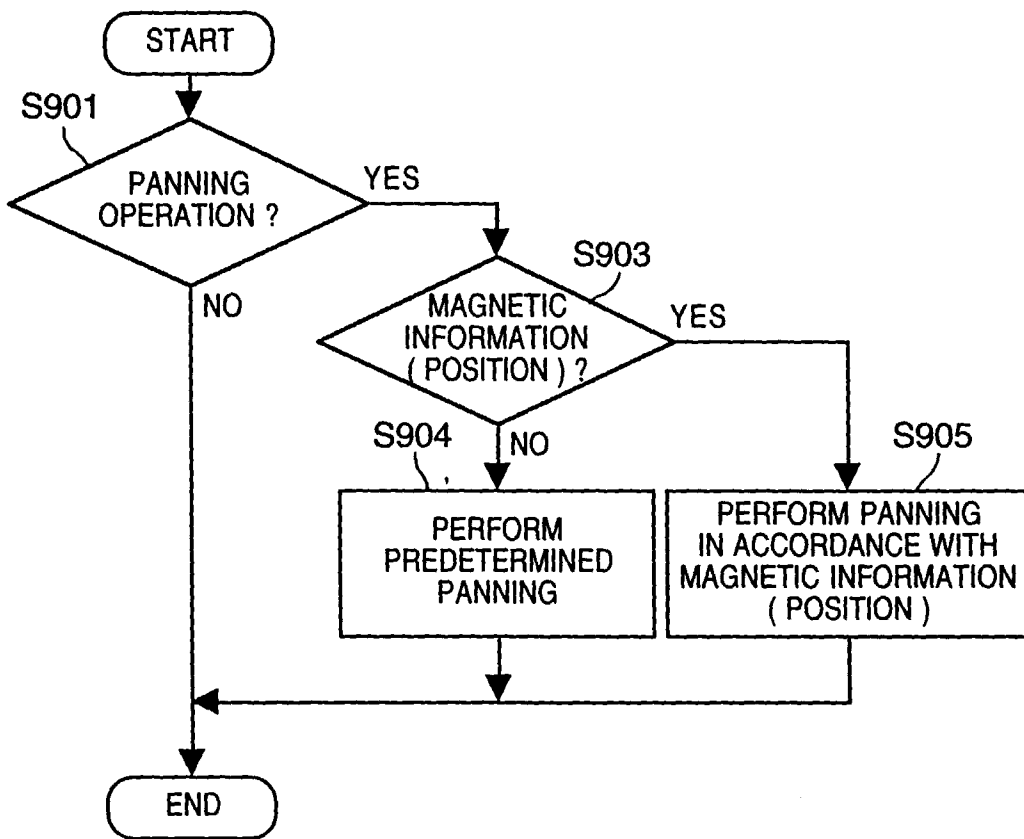 START
S901
PANNING
OPERATION ?
YES
NO
S903
MAGNETIC
INFORMATION
( POSITION ) ?
YES
NO
S904
PERFORM
PREDETERMINED
PANNING
S905
PERFORM PANNING
IN ACCORDANCE WITH
MAGNETIC INFORMATION
( POSITION )
END